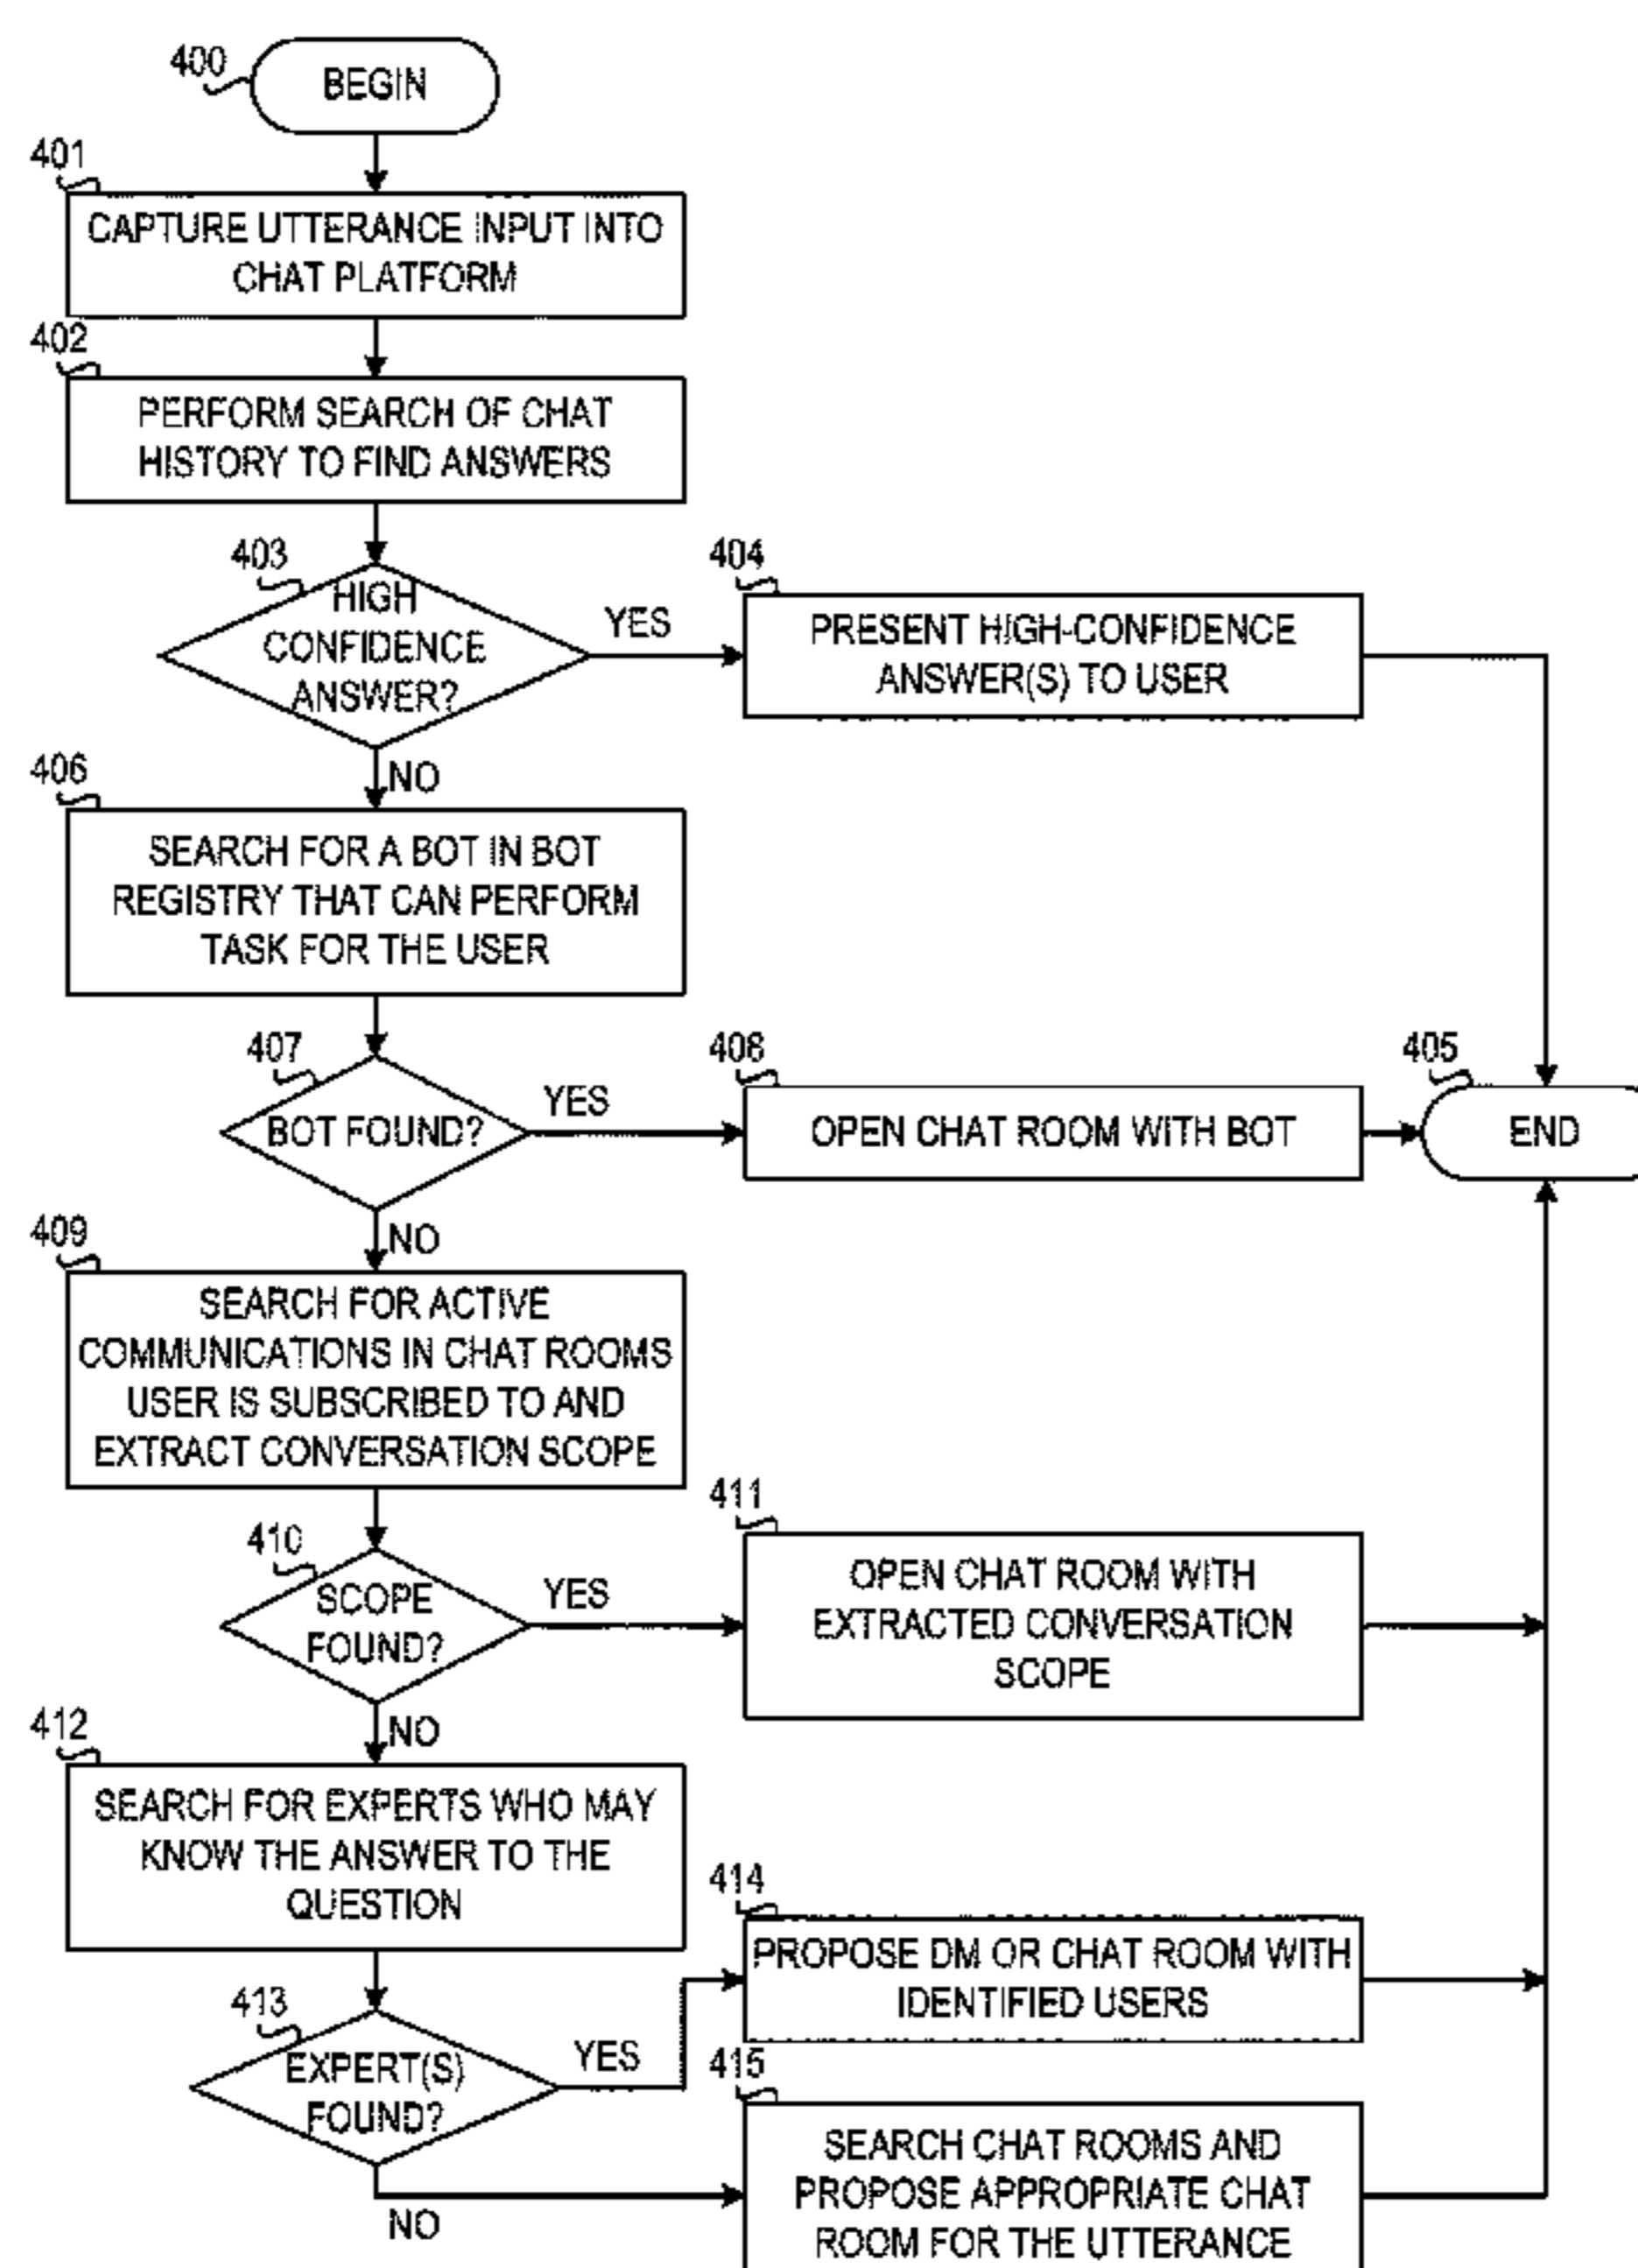 400
BEGIN
401
CAPTURE UTTERANCE INPUT INTO
CHAT PLATFORM
402
PERFORM SEARCH OF CHAT
HISTORY TO FIND ANSWERS
403
HIGH
CONFIDENCE
ANSWER?
YES
404
PRESENT HIGH-CONFIDENCE
ANSWER(S) TO USER
NO
406
SEARCH FOR A BOT IN BOT
REGISTRY THAT CAN PERFORM
TASK FOR THE USER
407
BOT FOUND?
YES
408
OPEN CHAT ROOM WITH BOT
405
END
NO
409
SEARCH FOR ACTIVE
COMMUNICATIONS IN CHAT ROOMS
USER IS SUBSCRIBED TO AND
EXTRACT CONVERSATION SCOPE
410
SCOPE
FOUND?
YES
411
OPEN CHAT ROOM WITH
EXTRACTED CONVERSATION
SCOPE
NO
412
SEARCH FOR EXPERTS WHO MAY
KNOW THE ANSWER TO THE
QUESTION
413
EXPERT(S)
FOUND?
YES
414
PROPOSE DM OR CHAT ROOM WITH
IDENTIFIED USERS
NO
415
SEARCH CHAT ROOMS AND
PROPOSE APPROPRIATE CHAT
ROOM FOR THE UTTERANCE